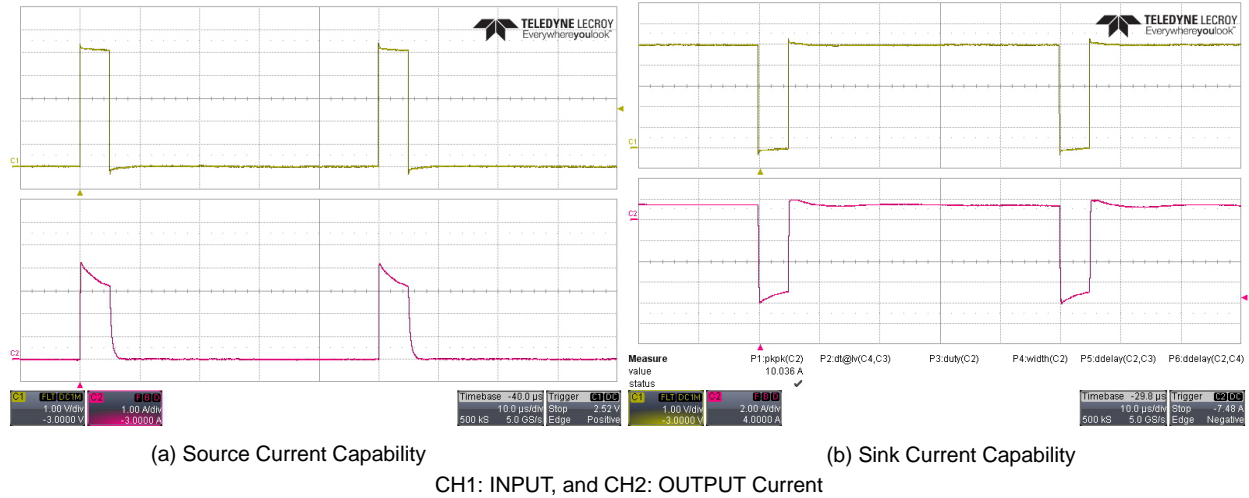 TELEDYNE LECROY
Everywhereyoulook™
C1
C2
C1 FLT DC1M
1.00 V/div
-3.0000 V
C2 F B D
1.00 A/div
-3.0000 A
Timebase -40.0 µs
10.0 µs/div
500 kS 5.0 GS/s
Trigger C1 DC
Stop 2.52 V
Edge Positive
TELEDYNE LECROY
Everywhereyoulook™
C1
C2
Measure P1:pkpk(C2) P2:dt@lv(C4,C3) P3:duty(C2) P4:width(C2) P5:ddelay(C2,C3) P6:ddelay(C2,C4)
value 10.036 A
status ✓
C1 FLT DC1M
1.00 V/div
-3.0000 V
C2 F B D
2.00 A/div
4.0000 A
Timebase -29.8 µs
10.0 µs/div
500 kS 5.0 GS/s
Trigger C2 DC
Stop -7.48 A
Edge Negative
(a) Source Current Capability
(b) Sink Current Capability
CH1: INPUT, and CH2: OUTPUT Current